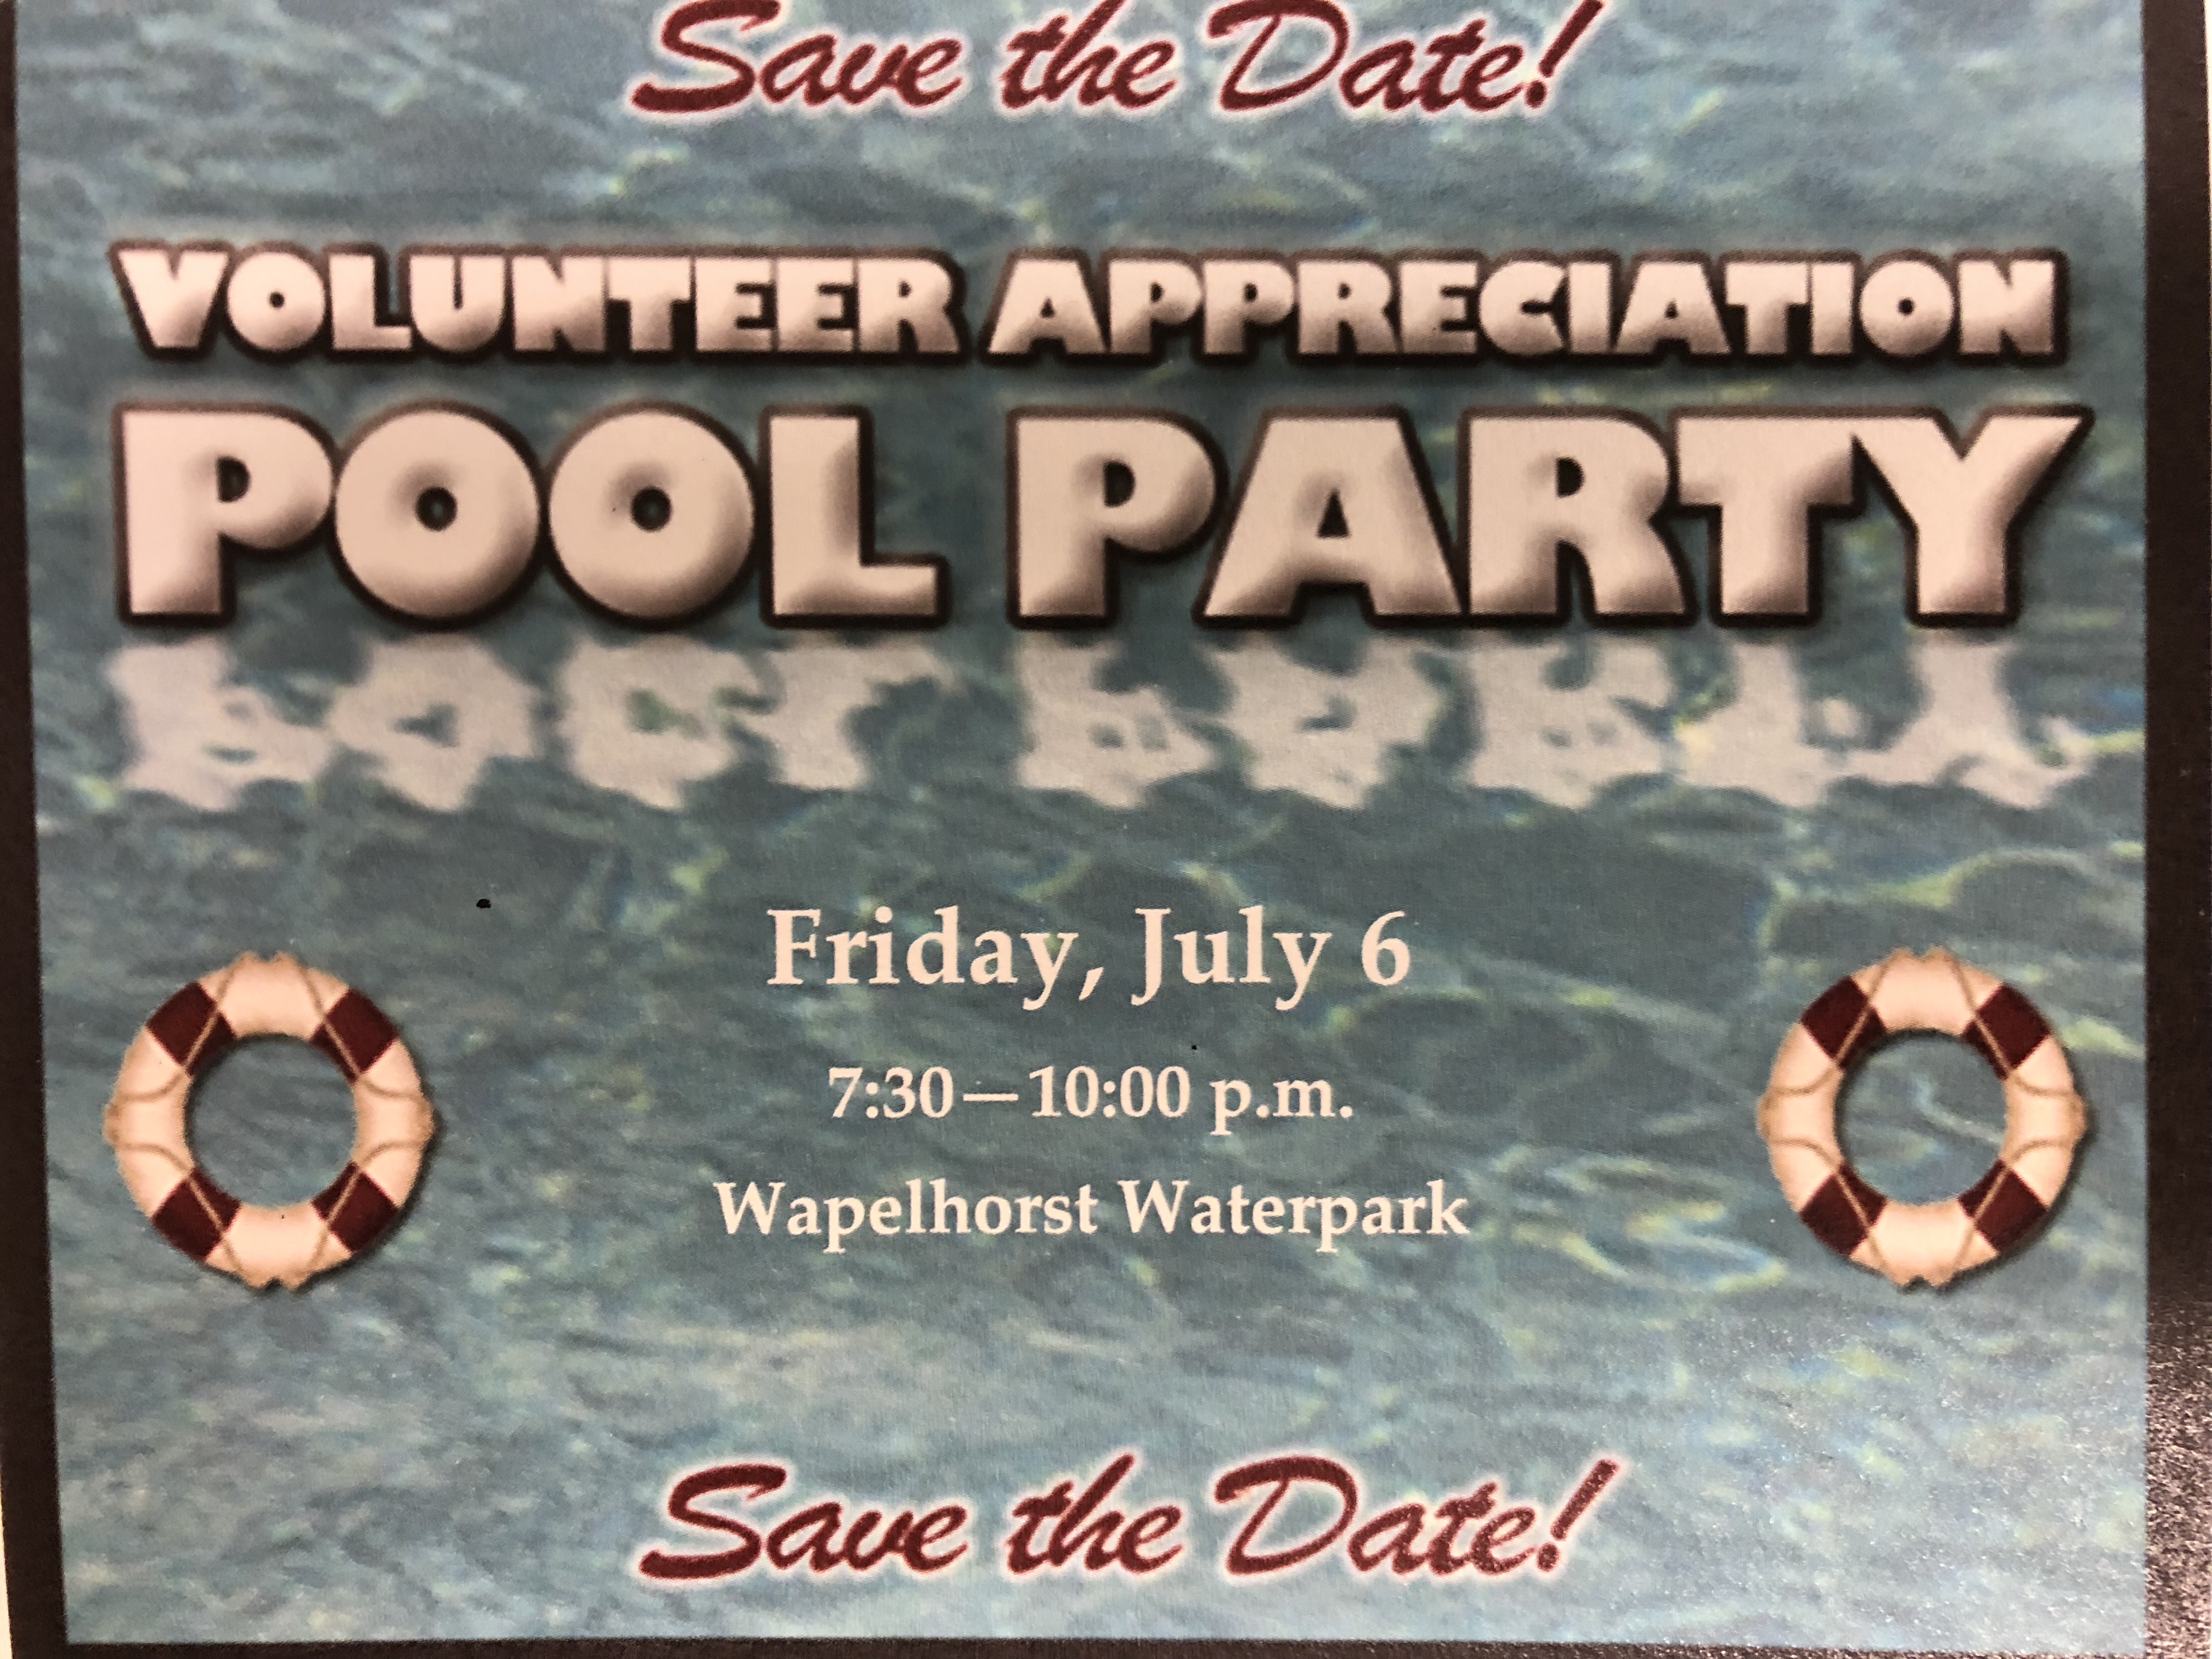 Save the Date!
VOLUNTEER APPRECIATION
POOL PARTY
Friday, July 6
7:30—10:00 p.m.
Wapelhorst Waterpark
Save the Date!